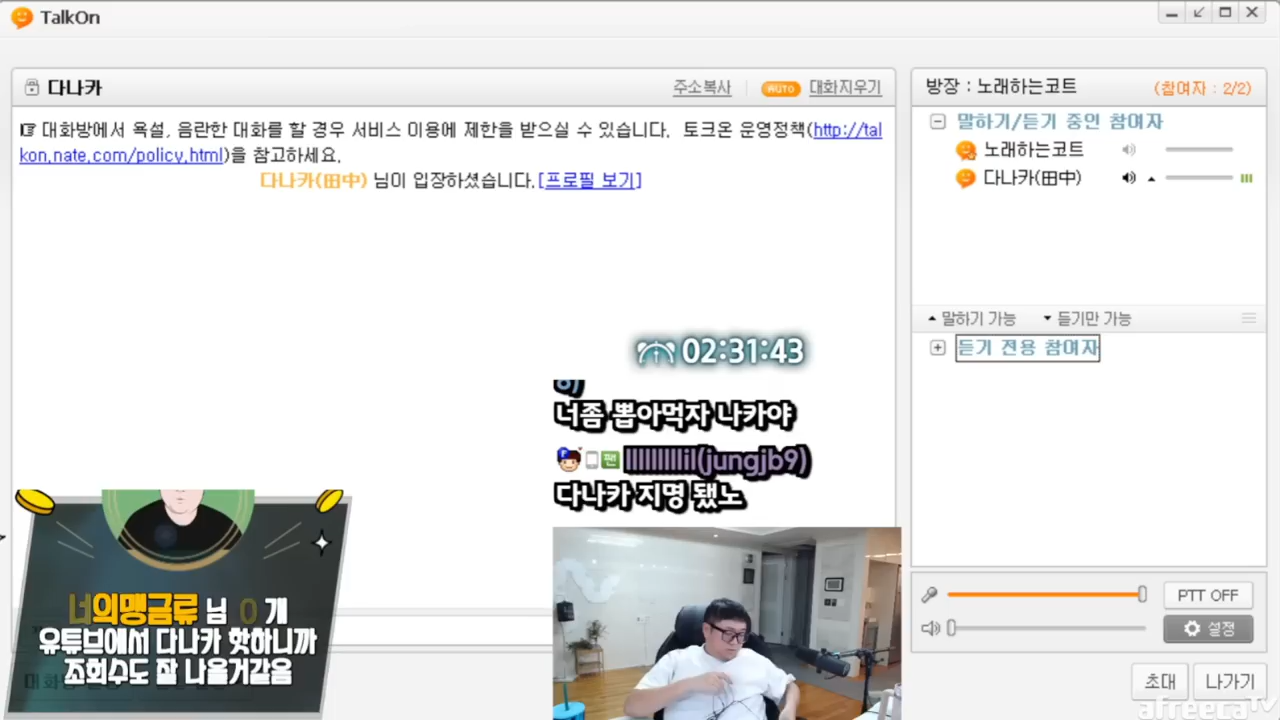 TalkOn
다나카
주소복사
AUTO 대화지우기
☞ 대화방에서 욕설, 음란한 대화를 할 경우 서비스 이용에 제한을 받으실 수 있습니다. 토크온 운영정책(http://tal
kon.nate.com/policy.html)을 참고하세요.
다나카(田中) 님이 입장하셨습니다.[프로필 보기]
방장 : 노래하는코트 (참여자 : 2/2)
말하기/듣기 중인 참여자
노래하는코트
다나카(田中)
말하기 가능 듣기만 가능
듣기 전용 참여자
02:31:43
너좀 뽑아먹자 나카야
팬 (jungjb9)
다나카 지명 됐노
너의맹금류 님 0 개
유튜브에서 다나카 핫하니까
조회수도 잘 나올거같음
PTT OFF
설정
초대 나가기
afreecaTV